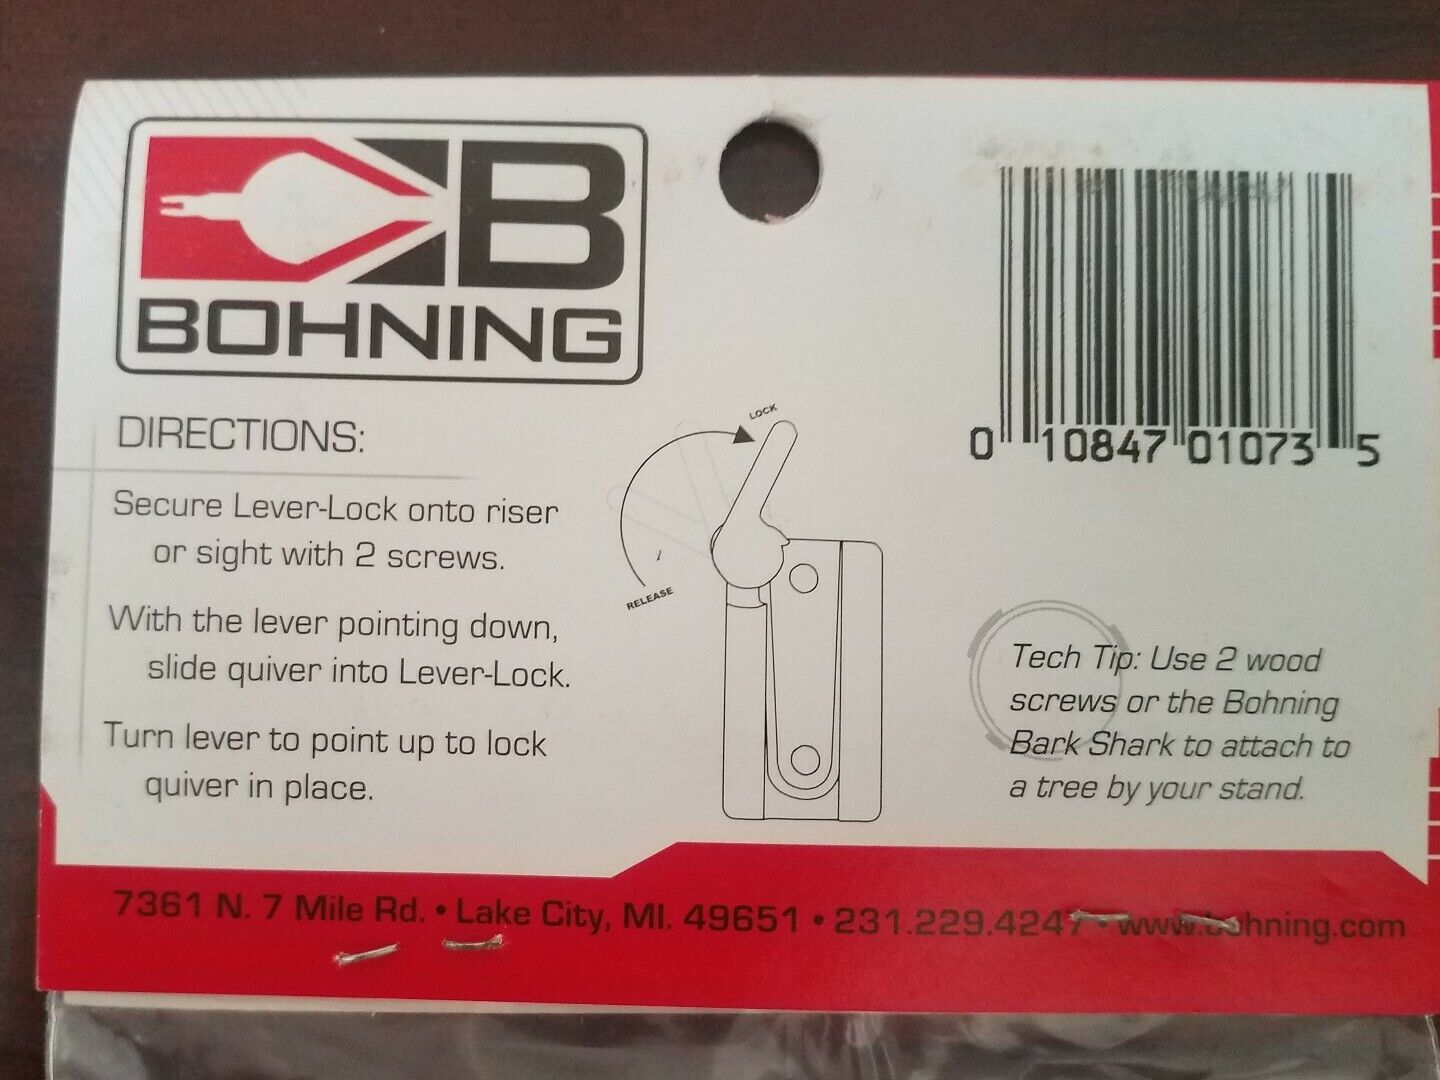 B
BOHNING
DIRECTIONS:
Secure Lever-Lock onto riser
or sight with 2 screws.
With the lever pointing down,
slide quiver into Lever-Lock.
Turn lever to point up to lock
quiver in place.
LOCK
RELEASE
0 10847 01073 5
Tech Tip: Use 2 wood
screws or the Bohning
Bark Shark to attach to
a tree by your stand.
7361 N. 7 Mile Rd. • Lake City, MI. 49651 • 231.229.4247 • www.bohning.com